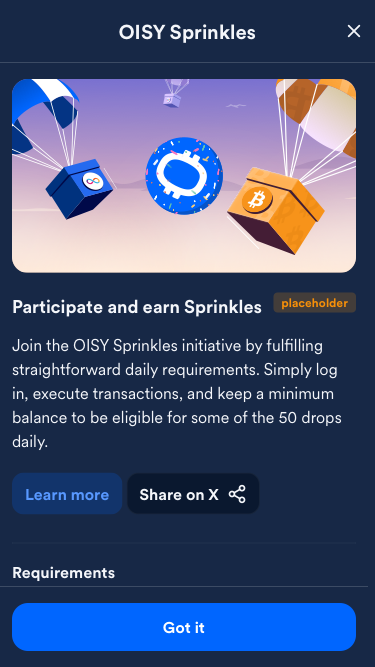 OISY Sprinkles
Participate and earn Sprinkles
placeholder
Join the OISY Sprinkles initiative by fulfilling
straightforward daily requirements. Simply log
in, execute transactions, and keep a minimum
balance to be eligible for some of the 50 drops
daily.
Learn more
Share on X
Requirements
Got it